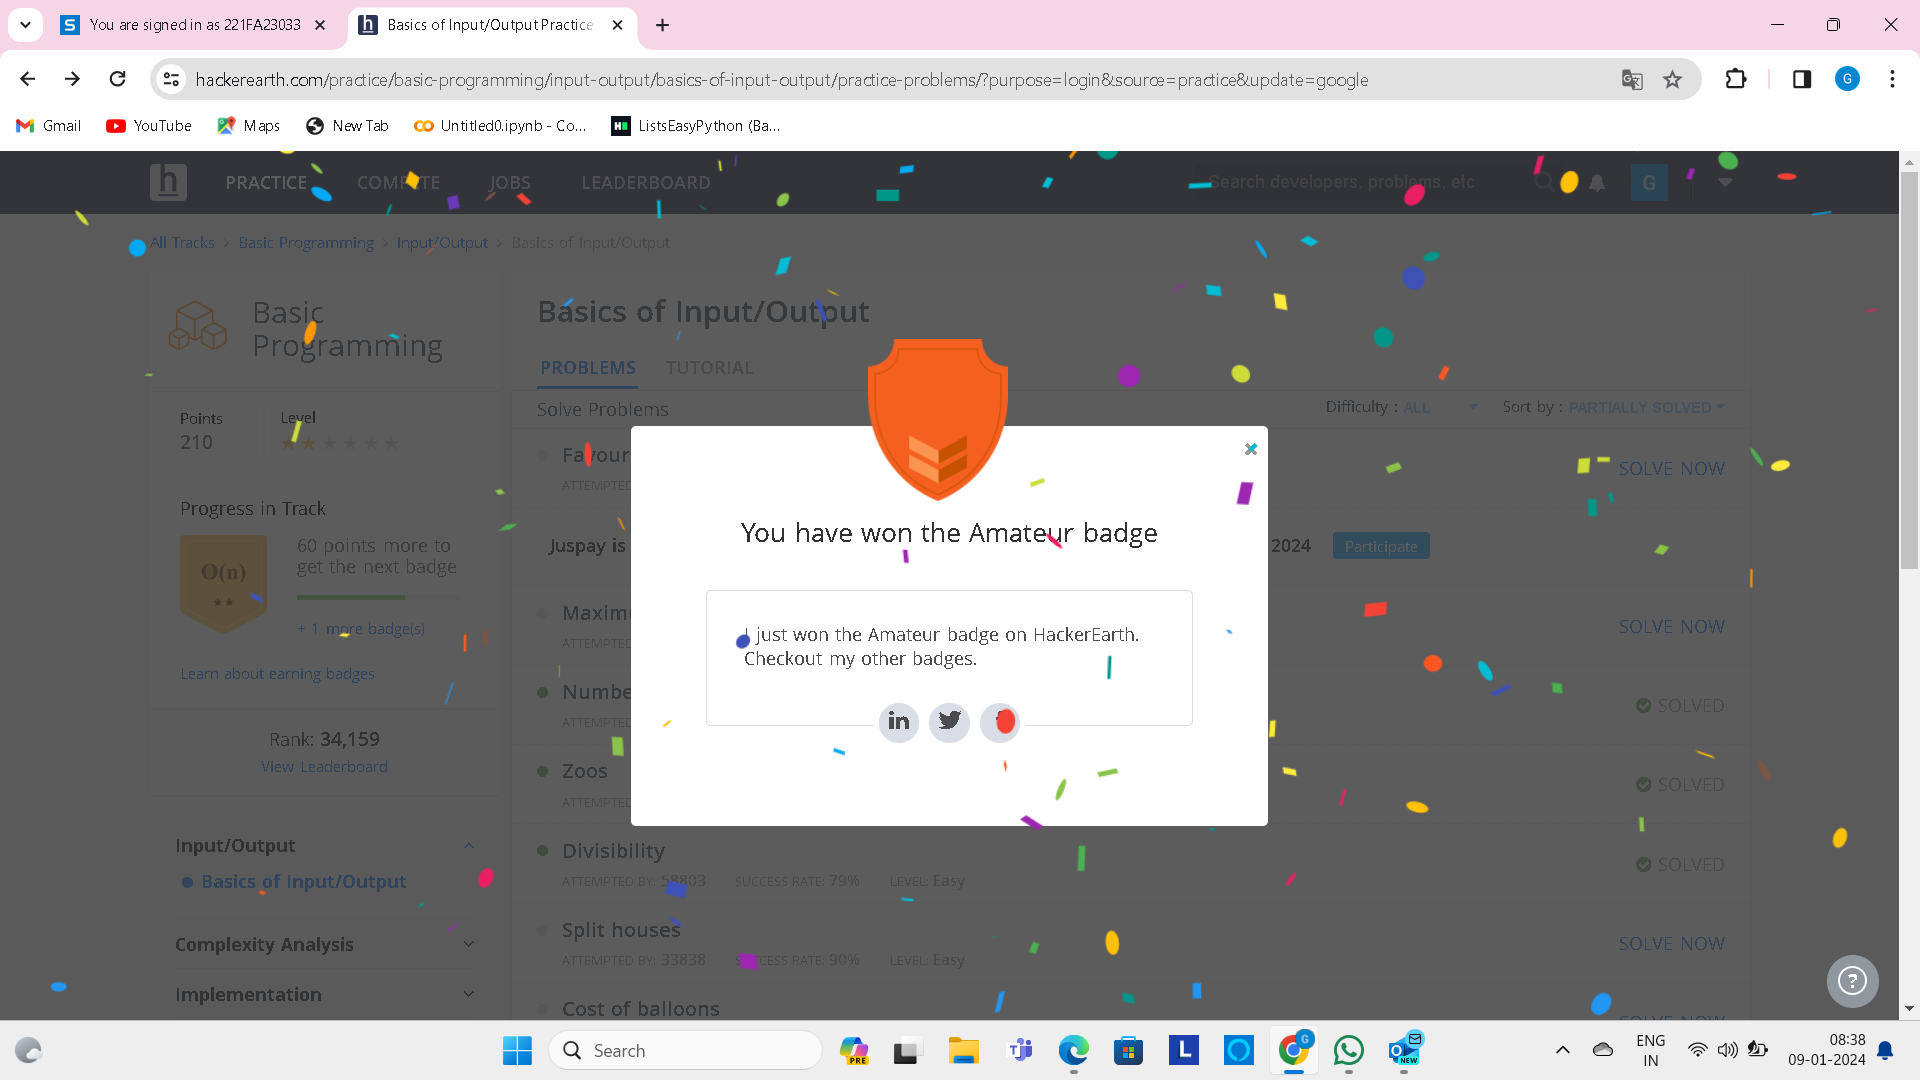 You are signed in as 221FA23033
Basics of Input/Output Practice
hackerearth.com/practice/basic-programming/input-output/basics-of-input-output/practice-problems/?purpose=login&source=practice&update=google
G
Gmail
YouTube
Maps
New Tab
Untitled0.ipynb - Co...
ListsEasyPython (Ba...
h
PRACTICE
COMPETE
JOBS
LEADERBOARD
Search developers, problems, etc
G
All Tracks > Basic Programming > Input/Output > Basics of Input/Output
Basic
Programming
Points
210
Level
Progress in Track
O(n)
60 points more to
get the next badge
+ 1 more badge(s)
Learn about earning badges
Rank: 34,159
View Leaderboard
Input/Output
Basics of Input/Output
Complexity Analysis
Implementation
Basics of Input/Output
PROBLEMS
TUTORIAL
Solve Problems
Difficulty : ALL
Sort by : PARTIALLY SOLVED
Favour
ATTEMPTED
SOLVE NOW
Juspay is
2024
Participate
Maxim
ATTEMPTED
SOLVE NOW
Numbe
ATTEMPTED
SOLVED
Zoos
ATTEMPTED
SOLVED
Divisibility
ATTEMPTED BY: 58803 SUCCESS RATE: 79% LEVEL: Easy
SOLVED
Split houses
ATTEMPTED BY: 33838 SUCCESS RATE: 90% LEVEL: Easy
SOLVE NOW
Cost of balloons
SOLVE NOW
You have won the Amateur badge
I just won the Amateur badge on HackerEarth.
Checkout my other badges.
in
Search
PRE
L
G
NEW
ENG
IN
08:38
09-01-2024